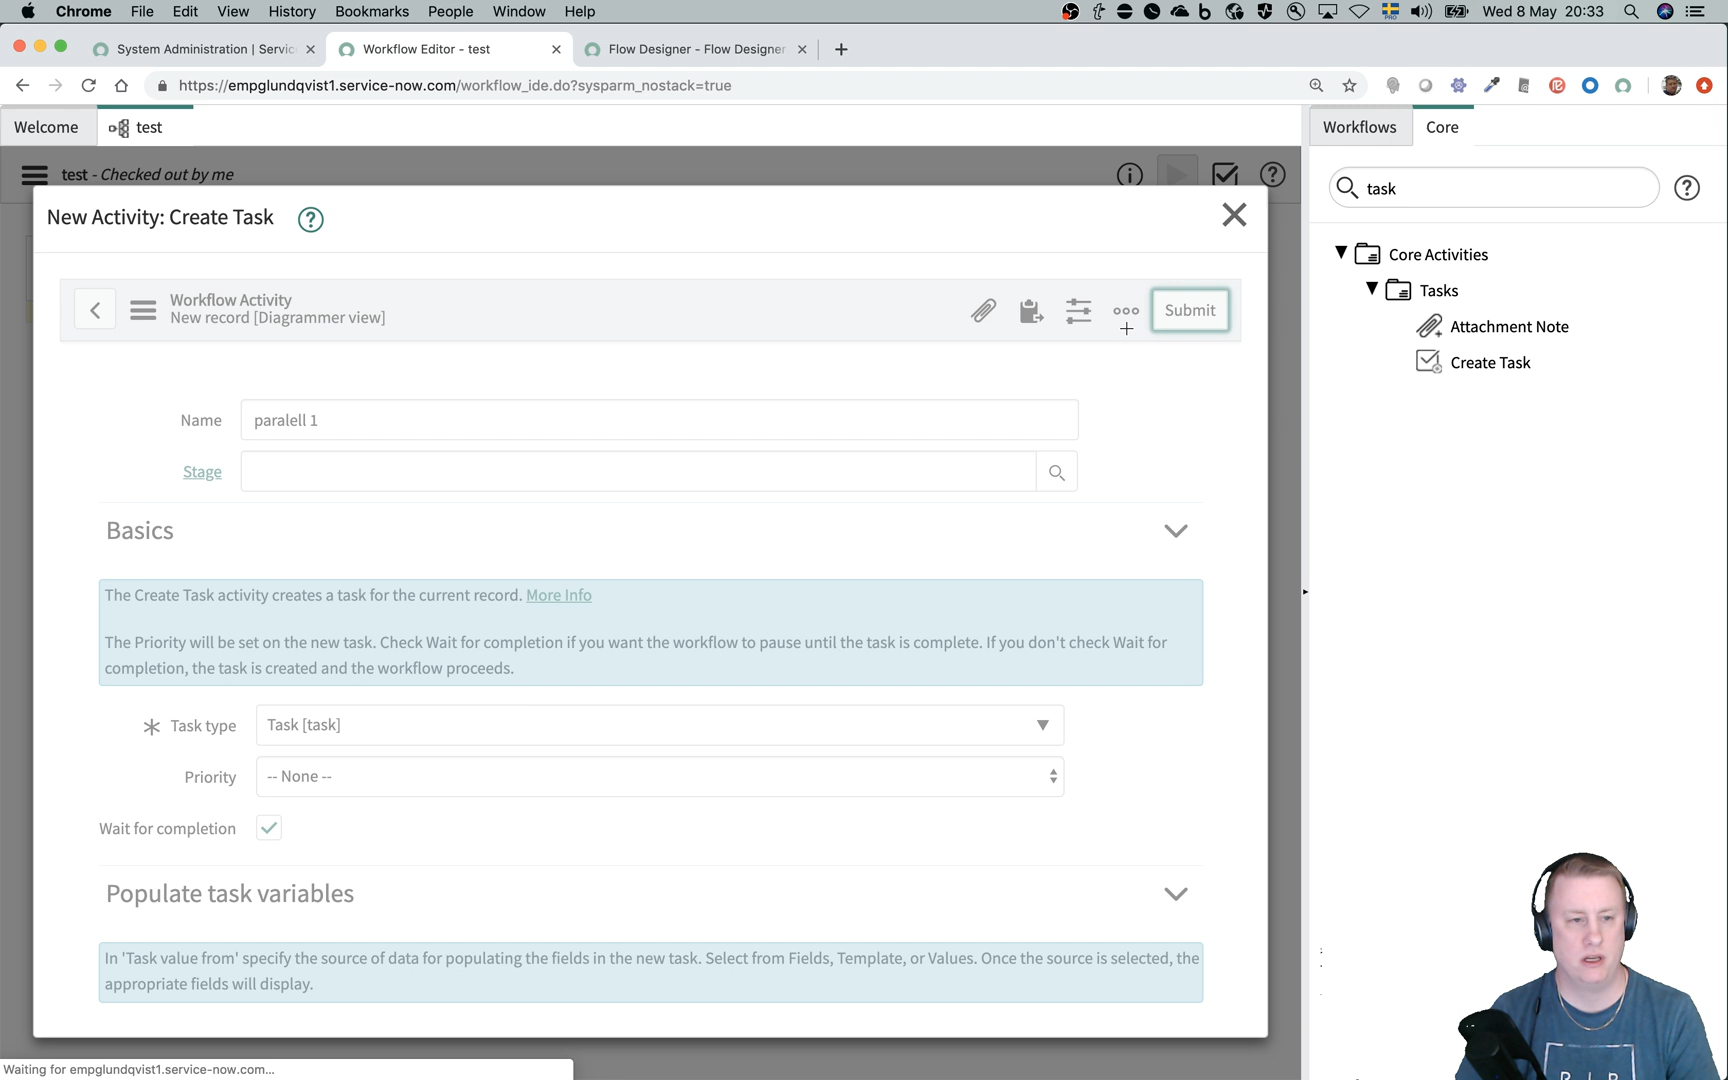 Chrome File Edit View History Bookmarks People Window Help Wed 8 May 20:33
System Administration | Servic Workflow Editor - test Flow Designer - Flow Designer
https://empglundqvist1.service-now.com/workflow_ide.do?sysparm_nostack=true
Welcome test Workflows Core
test - Checked out by me
task
New Activity: Create Task
Core Activities
Tasks
Attachment Note
Create Task
Workflow Activity
New record [Diagrammer view]
Submit
Name paralell 1
Stage
Basics
The Create Task activity creates a task for the current record. More Info
The Priority will be set on the new task. Check Wait for completion if you want the workflow to pause until the task is complete. If you don't check Wait for
completion, the task is created and the workflow proceeds.
Task type Task [task]
Priority -- None --
Wait for completion
Populate task variables
In 'Task value from' specify the source of data for populating the fields in the new task. Select from Fields, Template, or Values. Once the source is selected, the
appropriate fields will display.
Waiting for empglundqvist1.service-now.com...